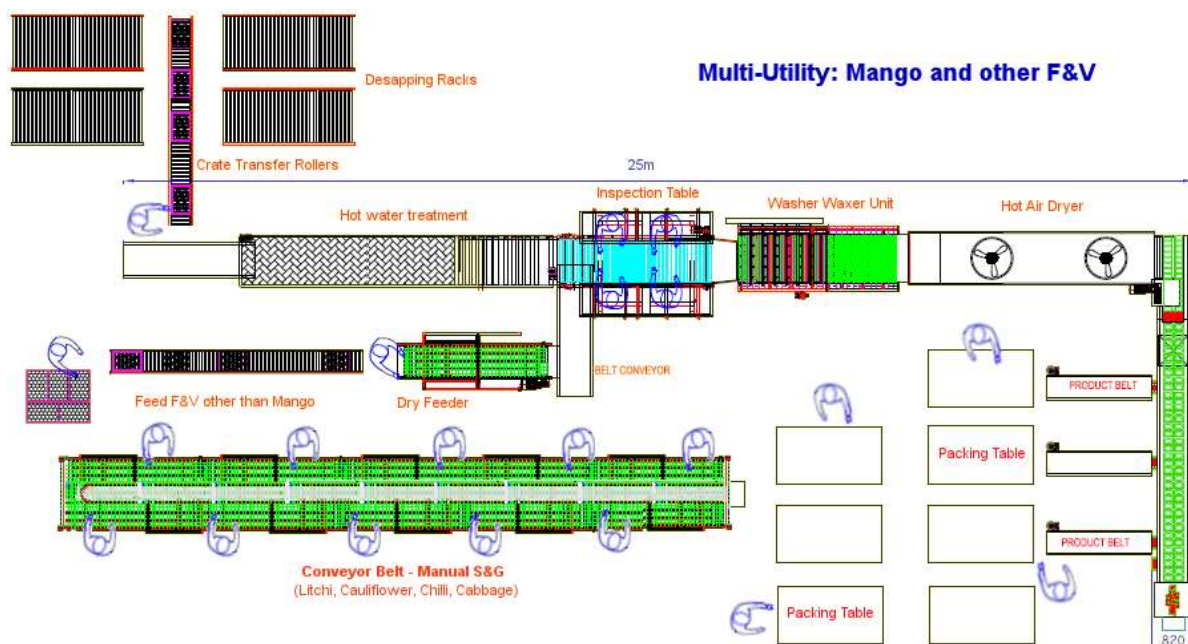 Multi-Utility: Mango and other F&V
Desapping Racks
Crate Transfer Rollers
25m
Inspection Table
Hot water treatment
Washer Waxer Unit
Hot Air Dryer
BELT CONVEYOR
PRODUCT BELT
Feed F&V other than Mango
Dry Feeder
Packing Table
PRODUCT BELT
Conveyor Belt - Manual S&G
(Litchi, Cauliflower, Chilli, Cabbage)
Packing Table
820